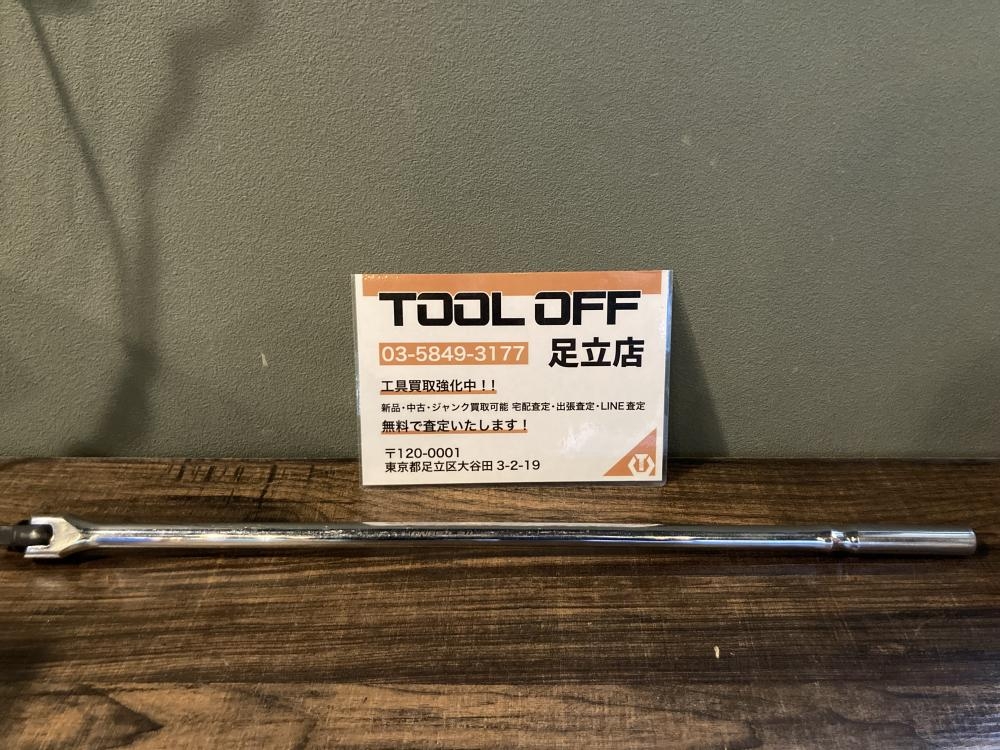 TOOL OFF
03-5849-3177 足立店
工具買取強化中!!
新品・中古・ジャンク買取可能 宅配査定・出張査定・LINE査定
無料で査定いたします!
〒120-0001
東京都足立区大谷田 3-2-19